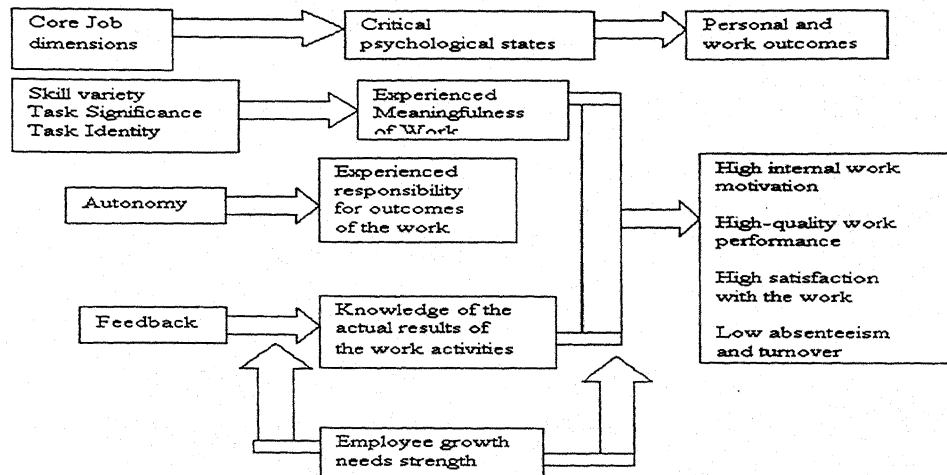 Core Job
dimensions
Critical
psychological states
Personal and
work outcomes
Skill variety
Task Significance
Task Identity
Experienced
Meaningfulness
of Work
Autonomy
Experienced
responsibility
for outcomes
of the work
Feedback
Knowledge of the
actual results of
the work activities
High internal work
motivation
High-quality work
performance
High satisfaction
with the work
Low absenteeism
and turnover
Employee growth
needs strength